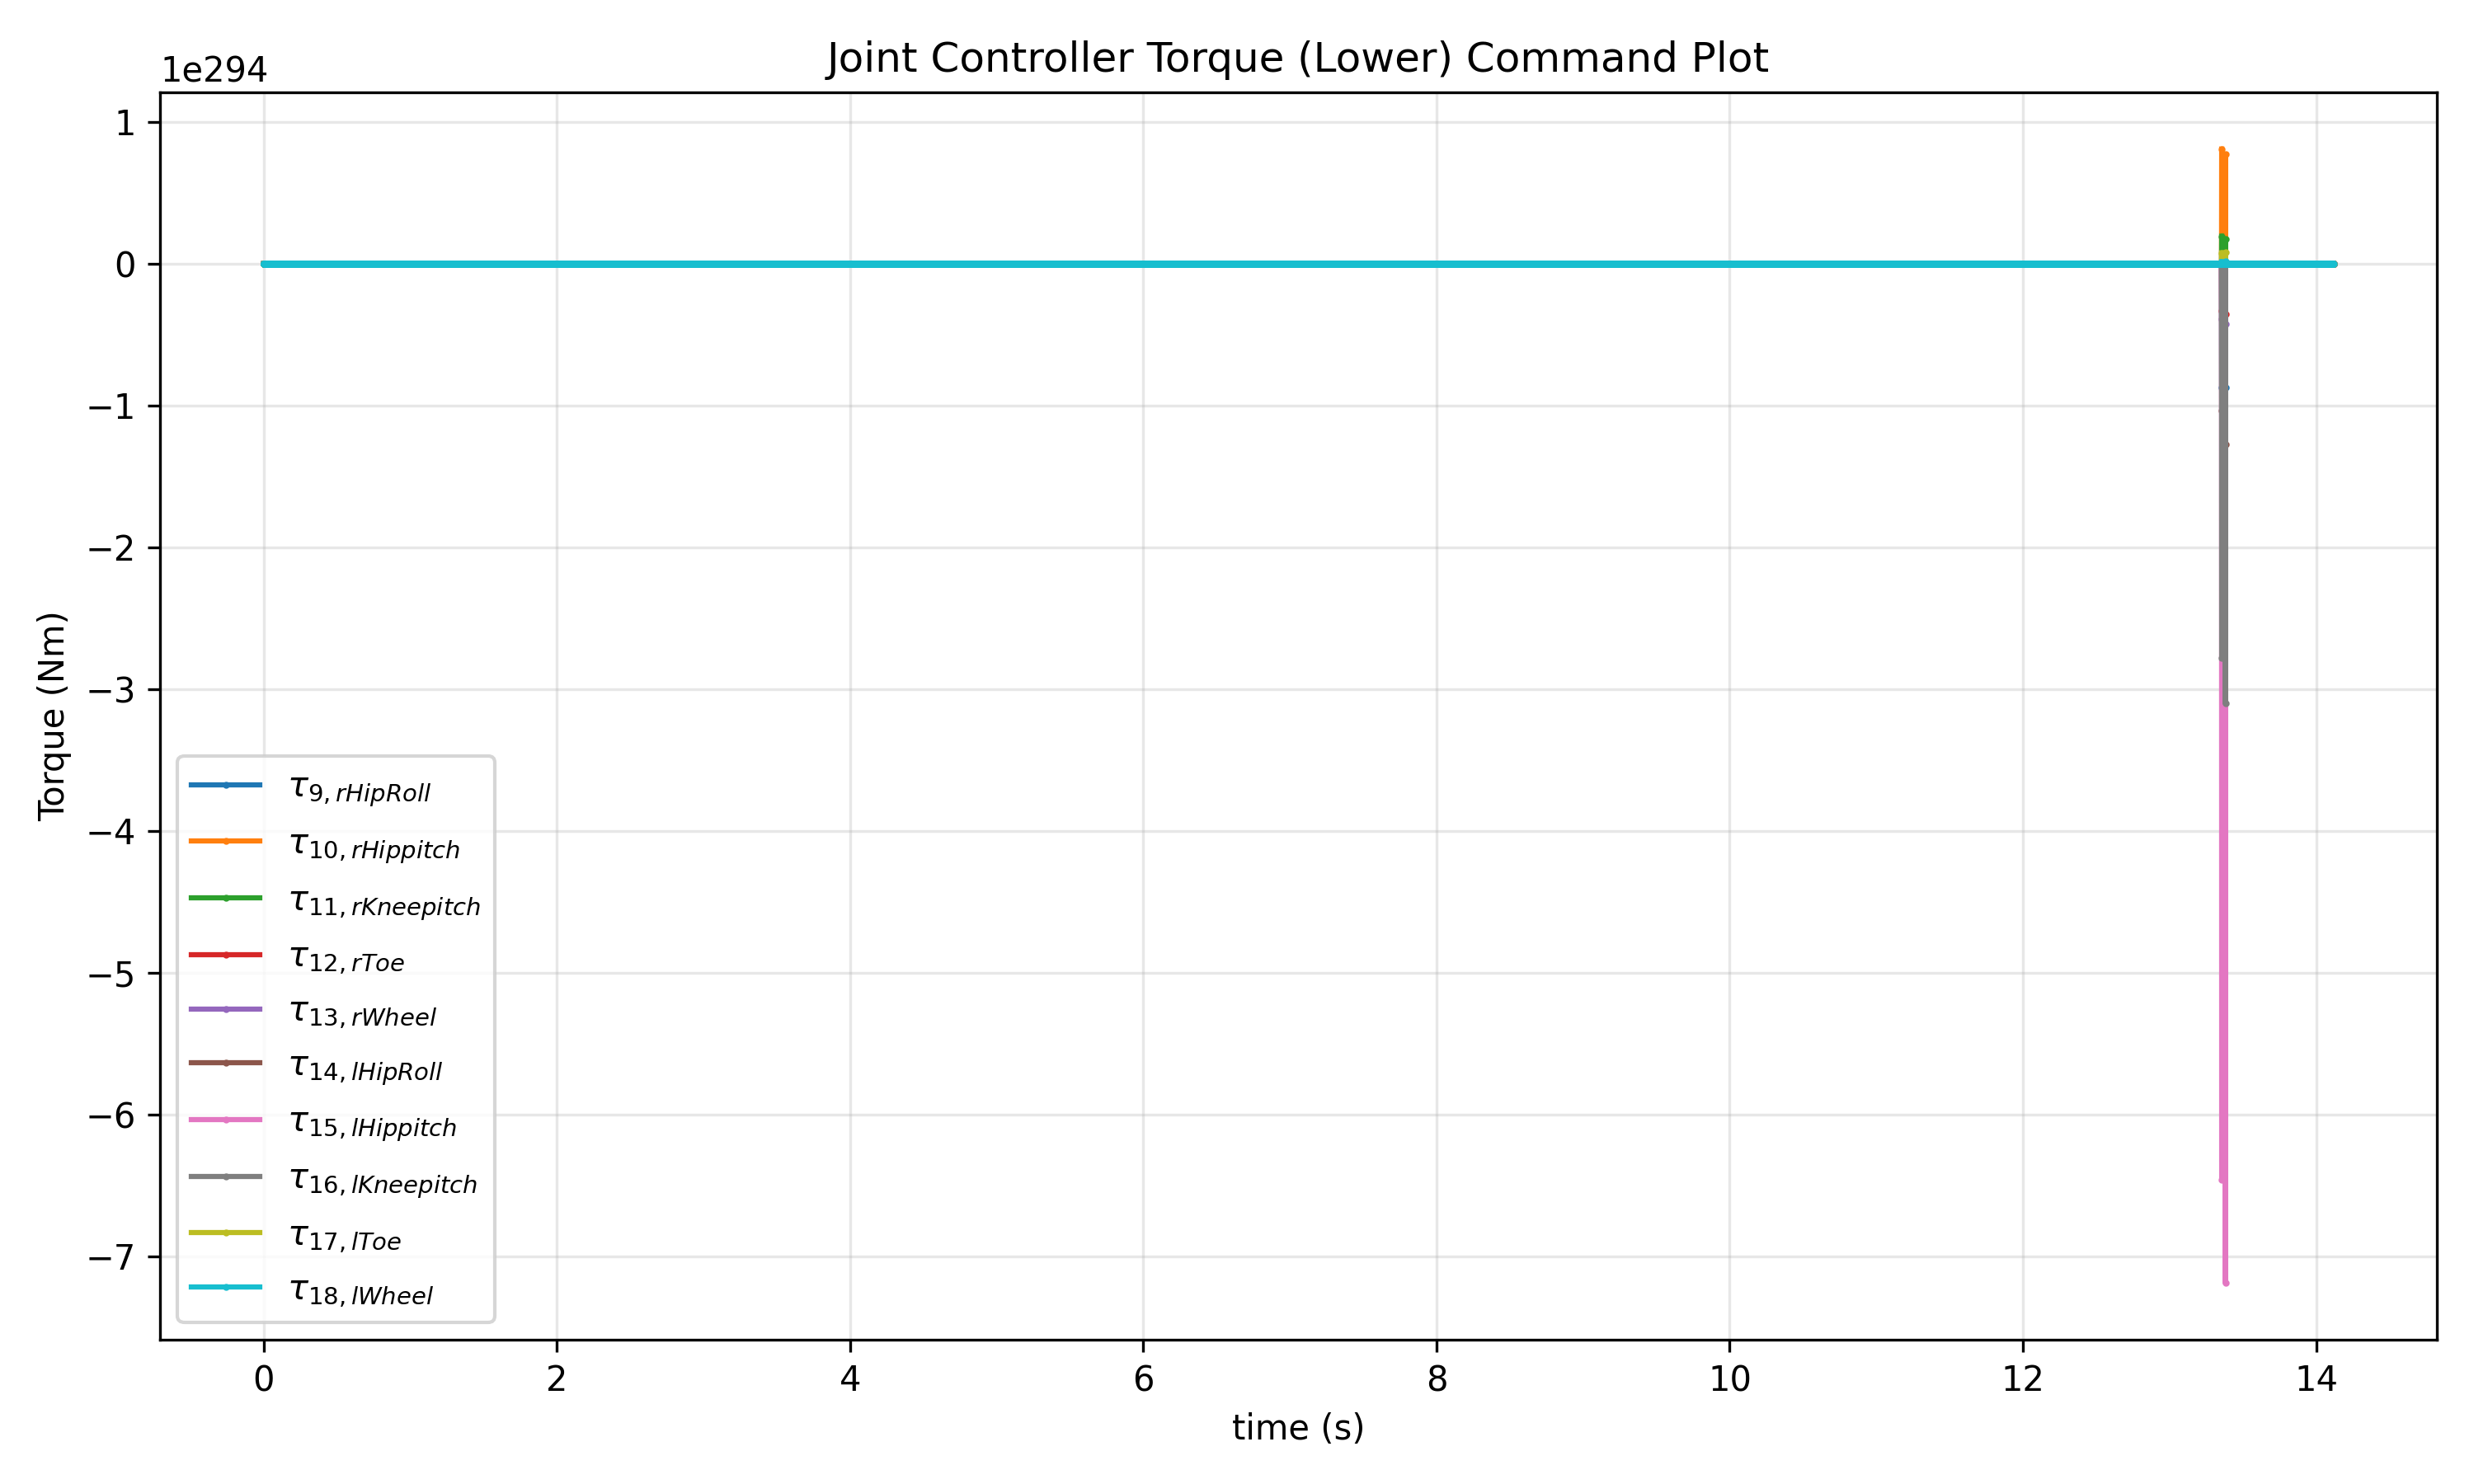 Joint Controller Torque (Lower) Command Plot
1e294
1
0
−1
−2
−3
−4
−5
−6
−7
Torque (Nm)
τ9, rHipRoll
τ10, rHippitch
τ11, rKneepitch
τ12, rToe
τ13, rWheel
τ14, lHipRoll
τ15, lHippitch
τ16, lKneepitch
τ17, lToe
τ18, lWheel
0 2 4 6 8 10 12 14
time (s)